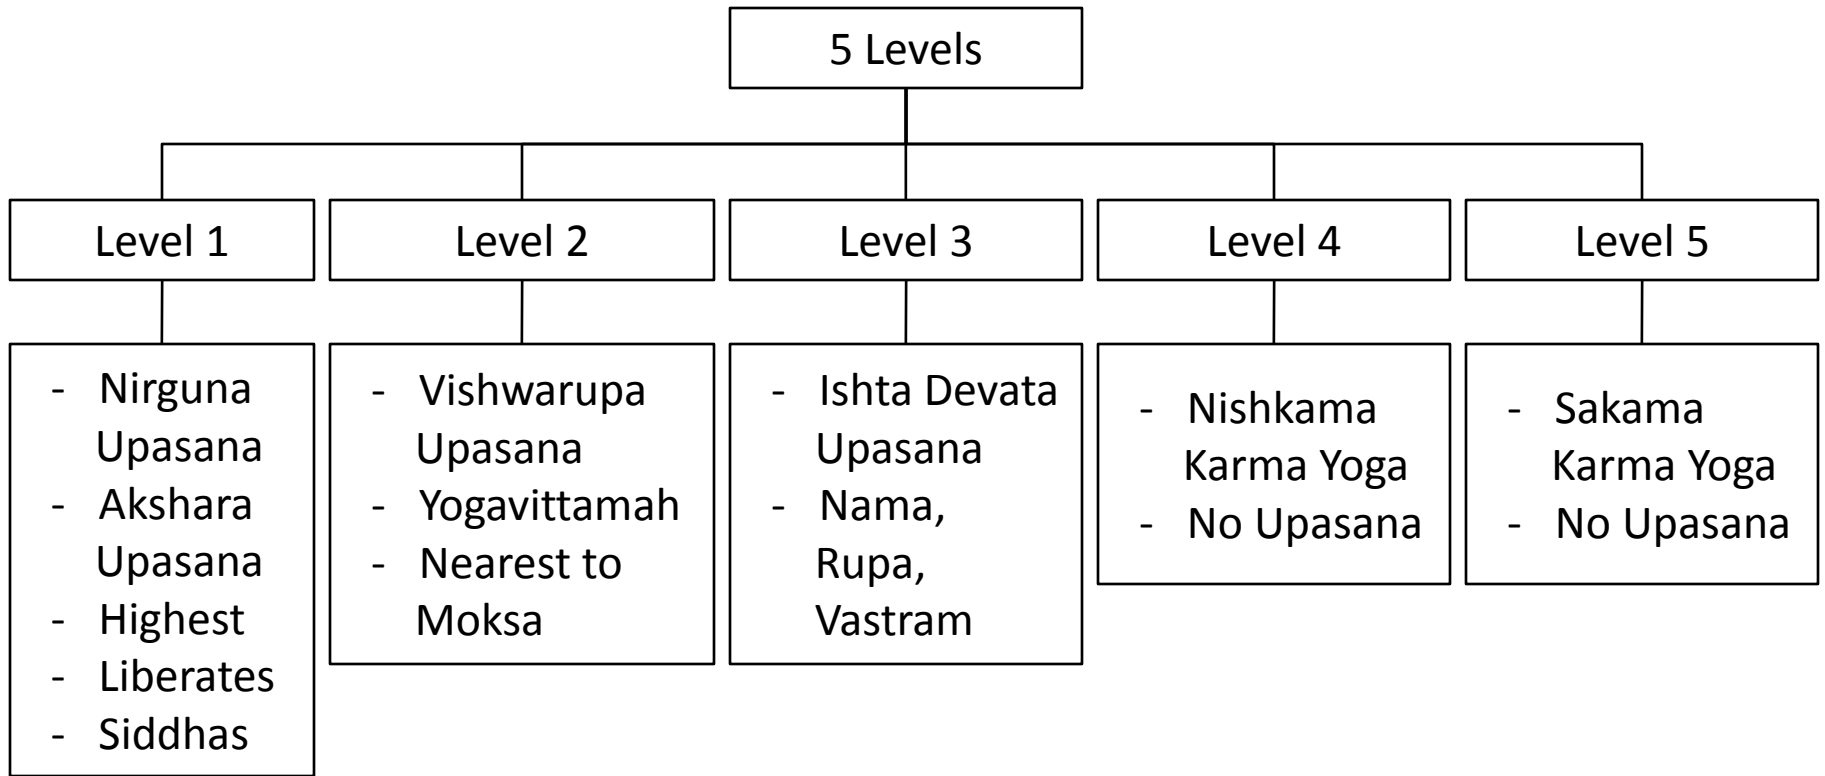 5 Levels
Level 1
Level 2
Level 3
Level 4
Level 5
- Nirguna
Upasana
- Akshara
Upasana
- Highest
- Liberates
- Siddhas
- Vishwarupa
Upasana
- Yogavittamah
- Nearest to
Moksa
- Ishta Devata
Upasana
- Nama,
Rupa,
Vastram
- Nishkama
Karma Yoga
- No Upasana
- Sakama
Karma Yoga
- No Upasana